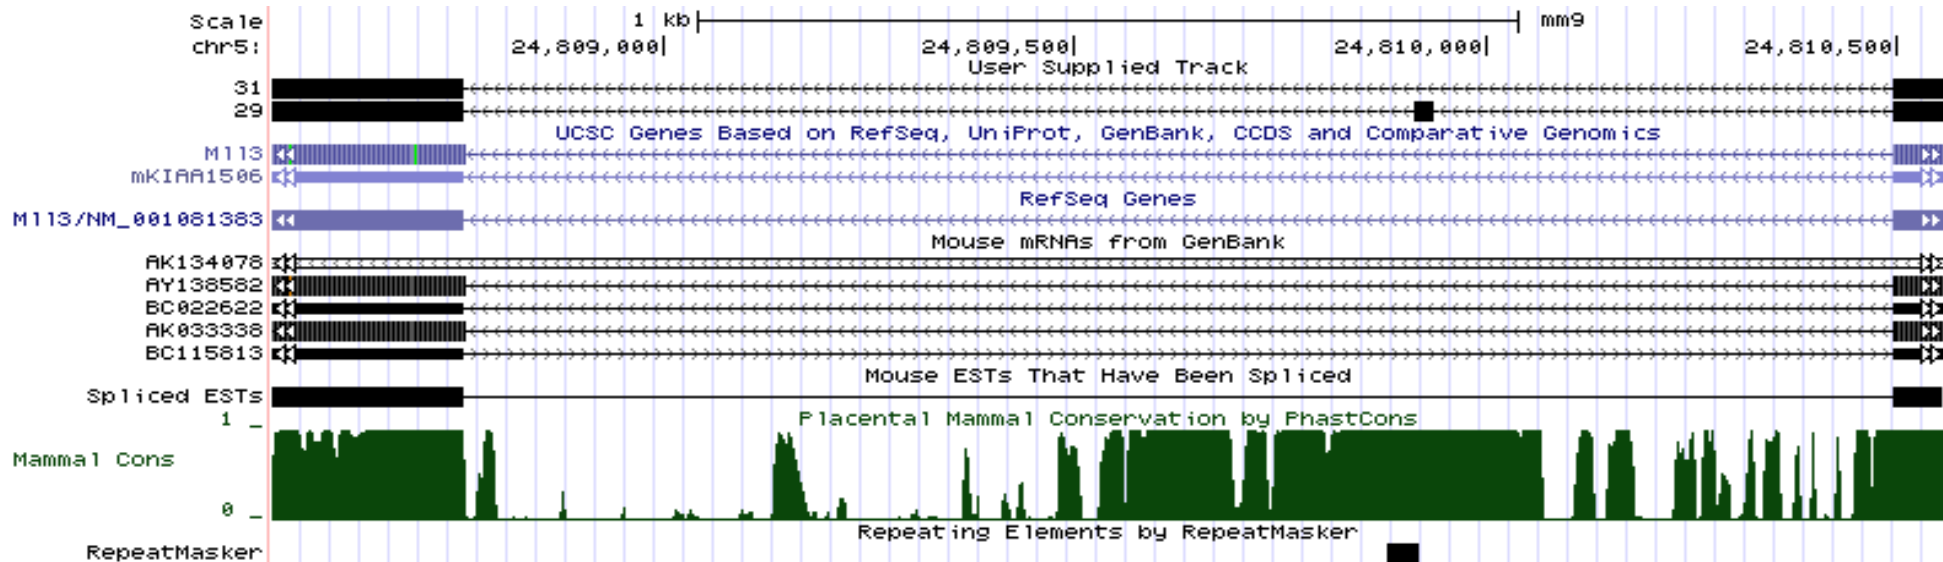 Scale 1 kb mm9
chr5: 24,809,000| 24,809,500| 24,810,000| 24,810,500|
User Supplied Track
31
29
UCSC Genes Based on RefSeq, UniProt, GenBank, CCDS and Comparative Genomics
Mll3
mKIAA1506
RefSeq Genes
Mll3/NM_001081383
Mouse mRNAs from GenBank
AK134078
AY138582
BC022622
AK033338
BC115813
Mouse ESTs That Have Been Spliced
Spliced ESTs
Placental Mammal Conservation by PhastCons
1 _
Mammal Cons
0 _
Repeating Elements by RepeatMasker
RepeatMasker